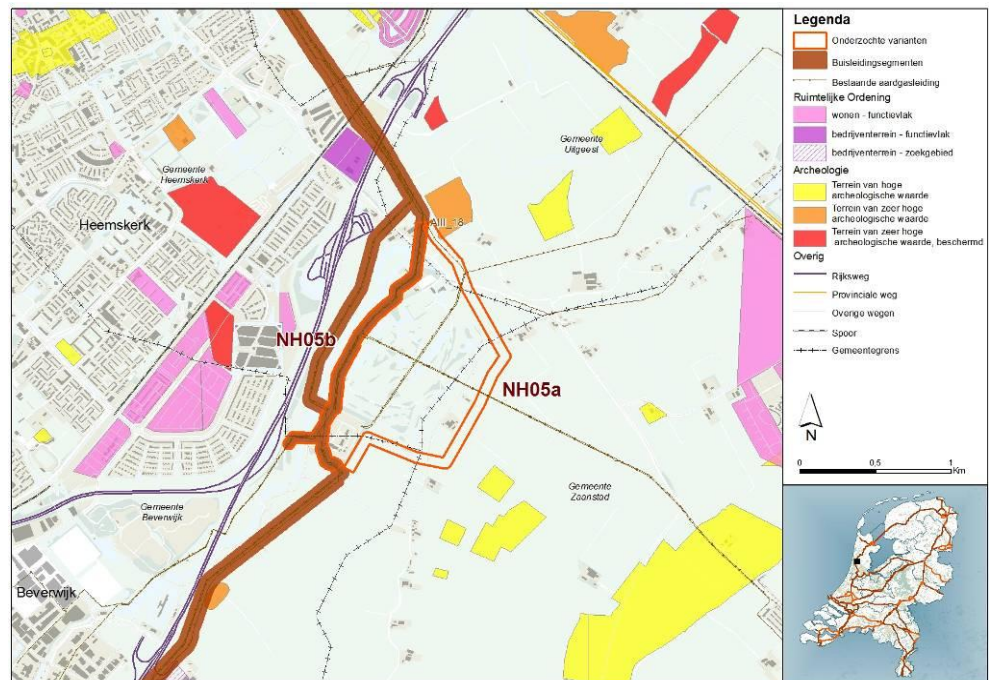 Gemeente
Uitgeest
Gemeente
Heemskerk
Heemskerk
NH05b
NH05a
Gemeente
Zaanstad
Gemeente
Beverwijk
Beverwijk
Legenda
Onderzochte varianten
Buisleidingsegmenten
Bestaande aardgasleiding
Ruimtelijke Ordening
wonen - functievlak
bedrijventerrein - functievlak
bedrijventerrein - zoekgebied
Archeologie
Terrein van hoge
archeologische waarde
Terrein van zeer hoge
archeologische waarde
Terrein van zeer hoge
archeologische waarde, beschermd
Overig
Rijksweg
Provinciale weg
Overige wegen
Spoor
Gemeentegrens
N
0 0,5 1
Km